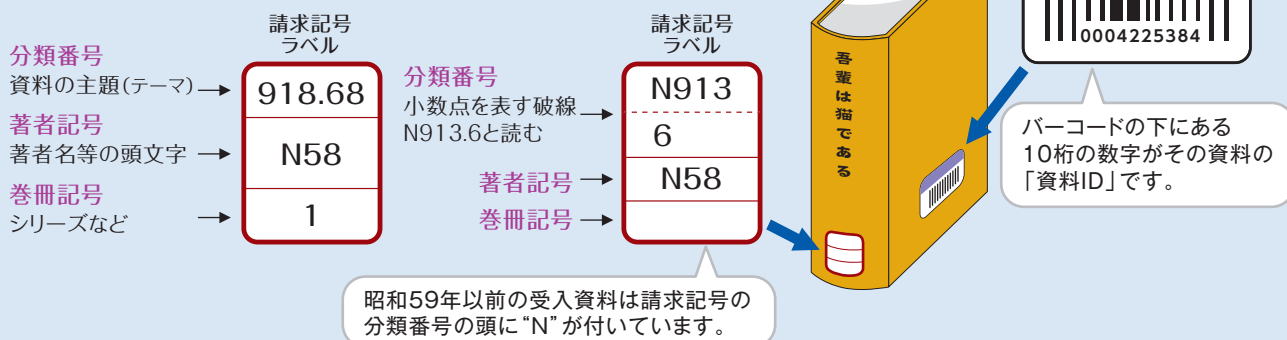 請求記号
ラベル
分類番号
資料の主題(テーマ)
918.68
著者記号
著者名等の頭文字
N58
巻冊記号
シリーズなど
1
請求記号
ラベル
分類番号
小数点を表す破線
N913.6と読む
N913
6
著者記号
N58
巻冊記号
昭和59年以前の受入資料は請求記号の
分類番号の頭に“N”が付いています。
吾輩は猫である
0004225384
バーコードの下にある
10桁の数字がその資料の
「資料ID」です。